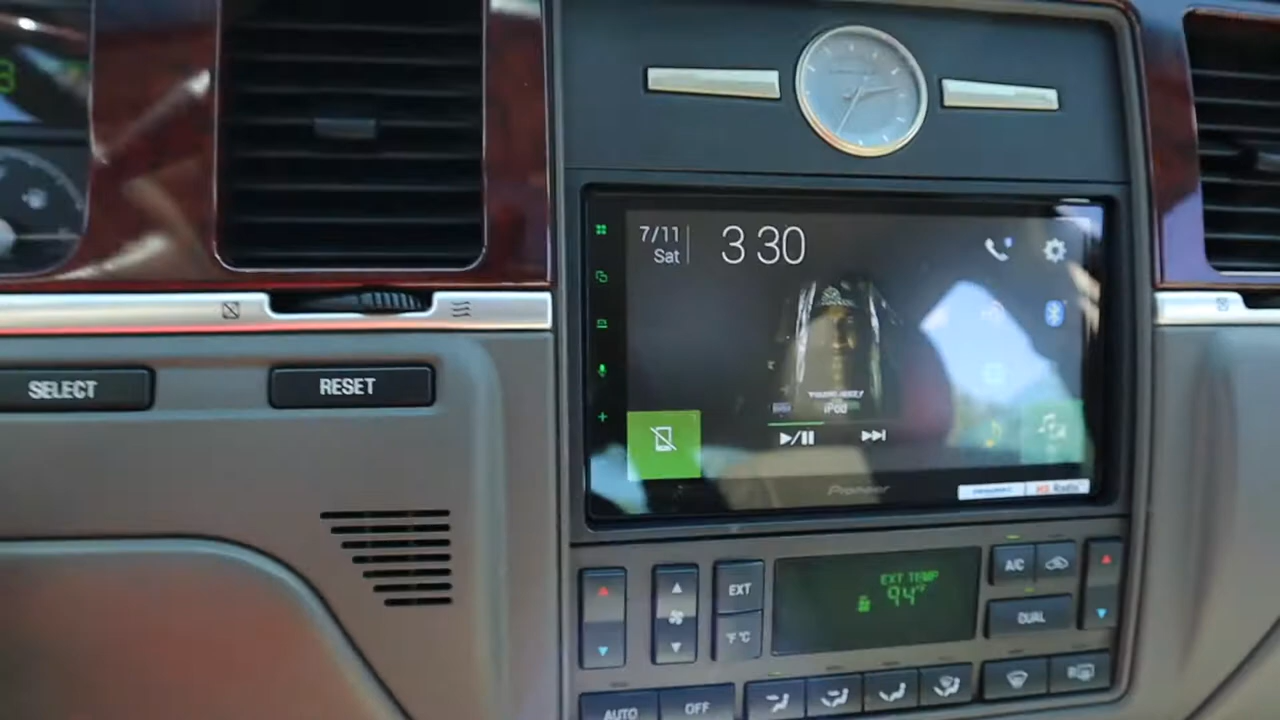 7/11
Sat
3 30
iPod
SELECT
RESET
Pioneer
HD Radio
EXT TEMP
94°F
EXT
°F °C
A/C
DUAL
AUTO
OFF